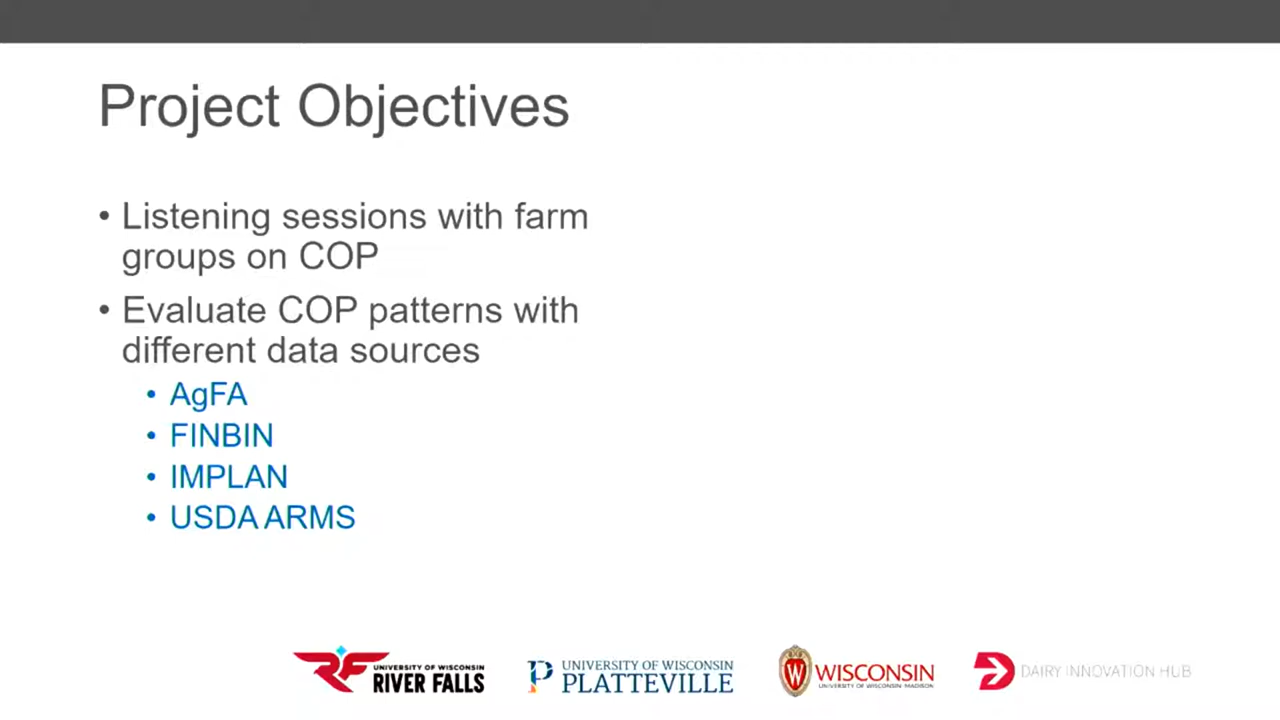 Project Objectives
• Listening sessions with farm
groups on COP
• Evaluate COP patterns with
different data sources
• AgFA
• FINBIN
• IMPLAN
• USDA ARMS
UNIVERSITY OF WISCONSIN
RIVER FALLS
UNIVERSITY OF WISCONSIN
PLATTEVILLE
WISCONSIN
UNIVERSITY OF WISCONSIN-MADISON
DAIRY INNOVATION HUB